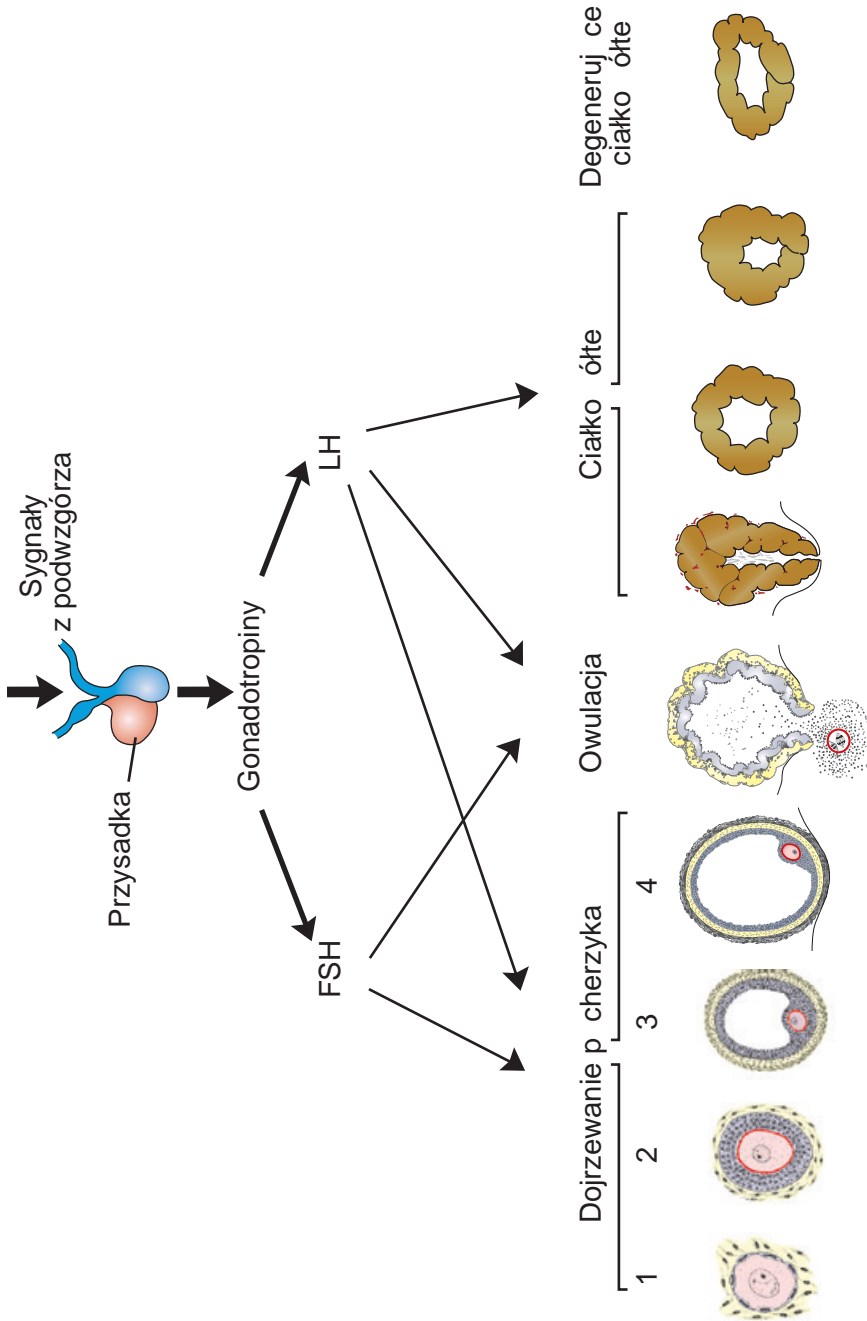 Sygnały
z podwzgórza
Przysadka
Gonadotropiny
FSH
LH
Dojrzewanie p cherzyka
Owulacja
Ciałko ółte
Degeneruj ce
ciałko ółte
1
2
3
4